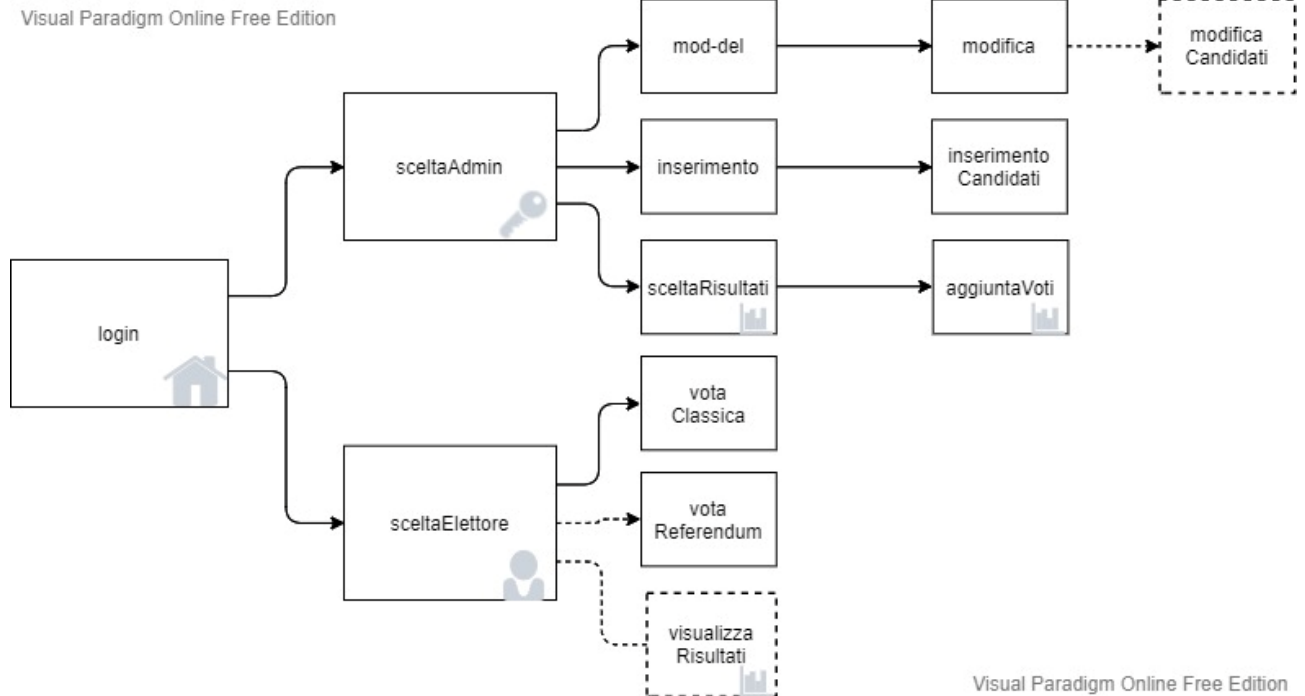 Visual Paradigm Online Free Edition
mod-del
modifica
modifica
Candidati
sceltaAdmin
inserimento
inserimento
Candidati
sceltaRisultati
aggiuntaVoti
login
vota
Classica
sceltaElettore
vota
Referendum
visualizza
Risultati
Visual Paradigm Online Free Edition